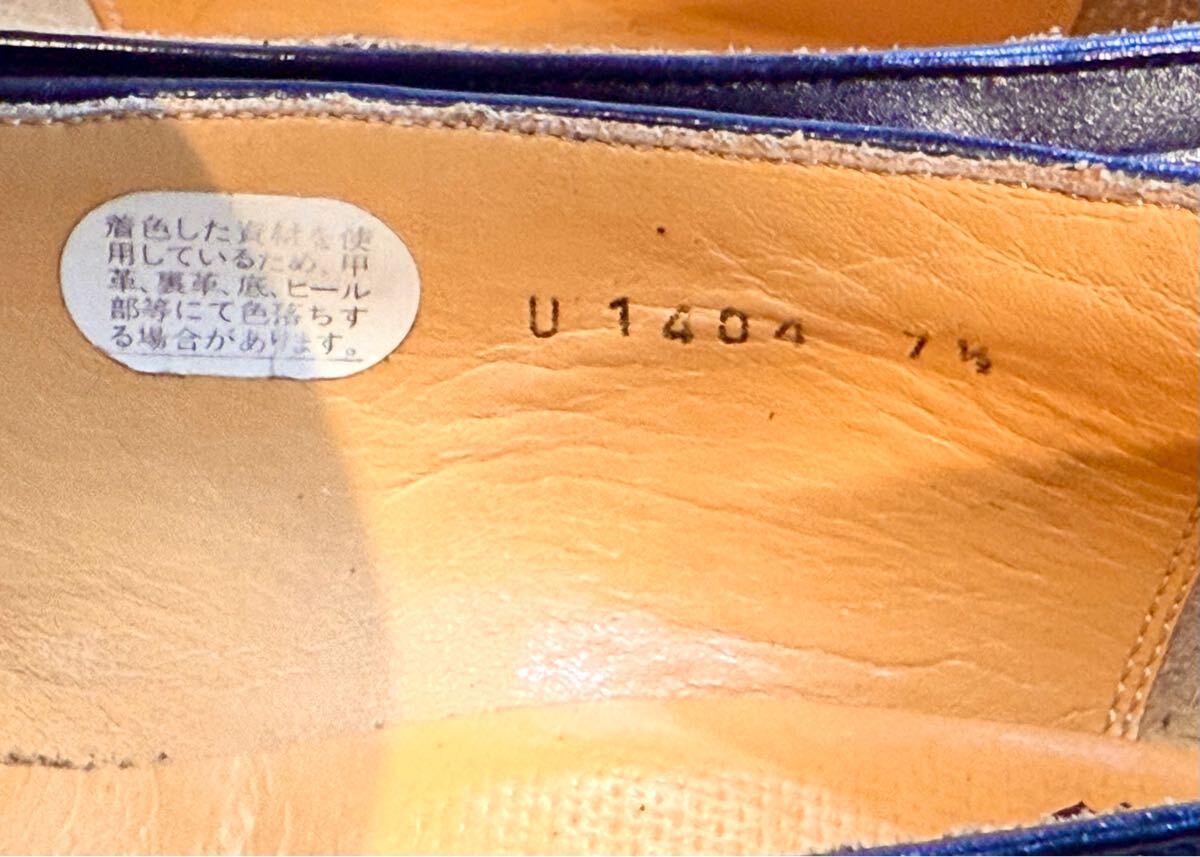 着色した資材を使
用しているため、甲
革、裏革、底、ヒール
部等にて色落ちす
る場合があります。
U 1404 7½